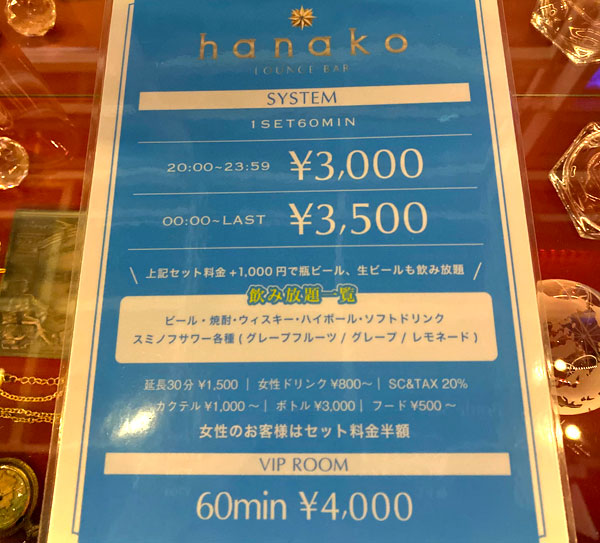 hanako
LOUNGE BAR
SYSTEM
1SET60MIN
20:00~23:59 ¥3,000
00:00~LAST ¥3,500
\ 上記セット料金+1,000円で瓶ビール、生ビールも飲み放題 /
飲み放題一覧
ビール・焼酎・ウィスキー・ハイボール・ソフトドリンク
スミノフサワー各種 ( グレープフルーツ / グレープ / レモネード )
延長30分 ¥1,500 | 女性ドリンク ¥800~ | SC&TAX 20%
カクテル ¥1,000~ | ボトル ¥3,000 | フード ¥500~
女性のお客様はセット料金半額
VIP ROOM
60min ¥4,000